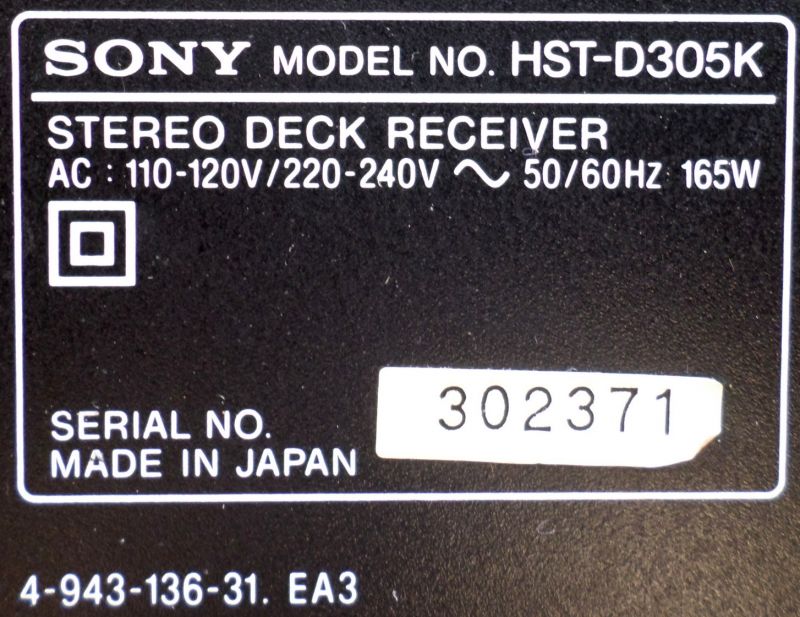 SONY MODEL NO. HST-D305K
STEREO DECK RECEIVER
AC : 110-120V/220-240V ~ 50/60Hz 165W
SERIAL NO. 302371
MADE IN JAPAN
4-943-136-31. EA3